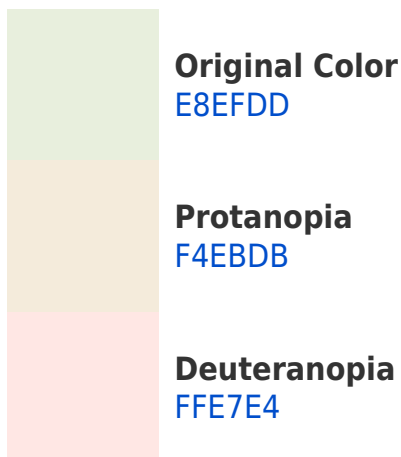 Original Color
E8EFDD
Protanopia
F4EBDB
Deuteranopia
FFE7E4